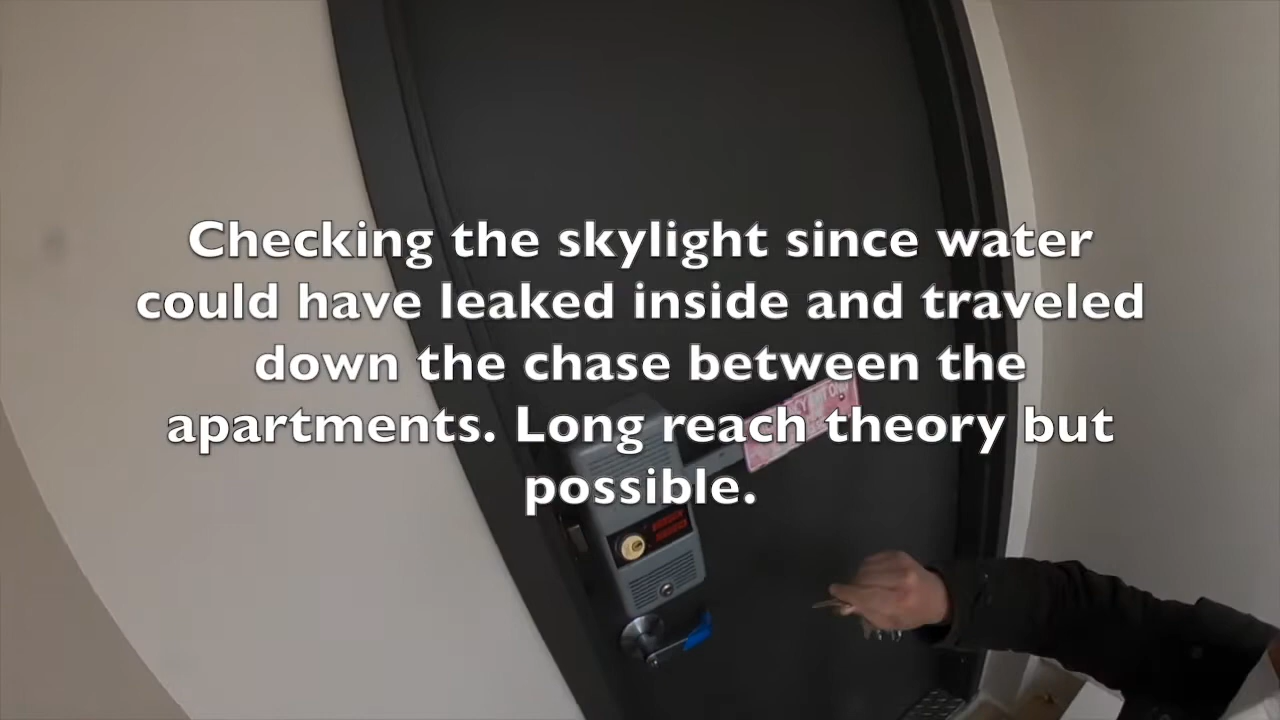 Checking the skylight since water
could have leaked inside and traveled
down the chase between the
apartments. Long reach theory but
possible.